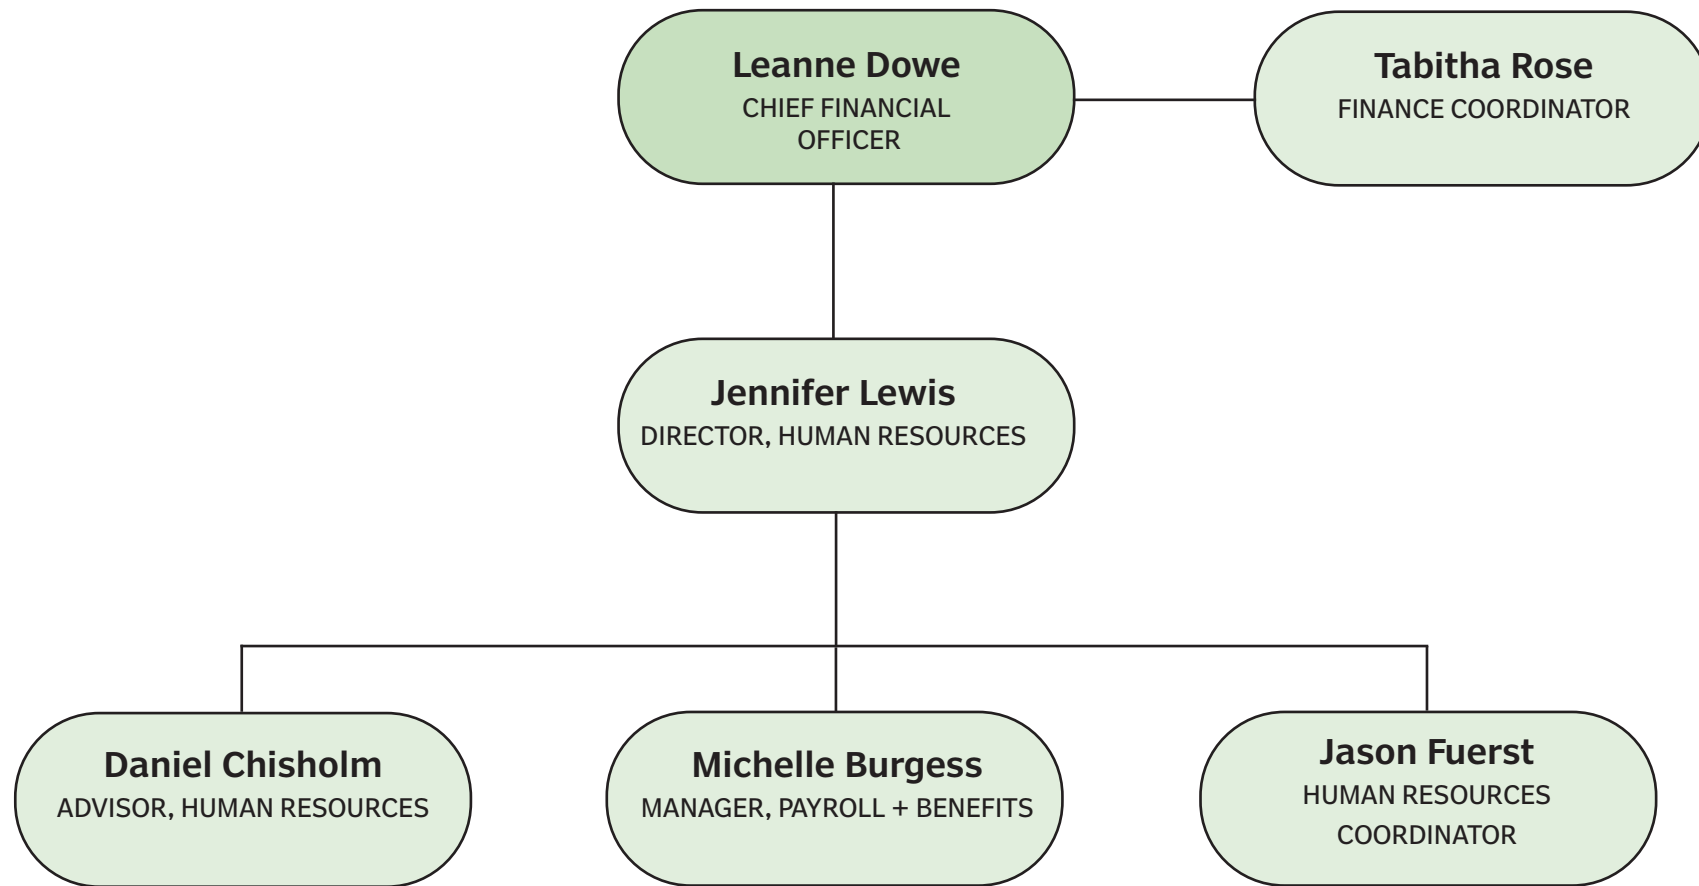 Leanne Dowe
CHIEF FINANCIAL
OFFICER
Tabitha Rose
FINANCE COORDINATOR
Jennifer Lewis
DIRECTOR, HUMAN RESOURCES
Daniel Chisholm
ADVISOR, HUMAN RESOURCES
Michelle Burgess
MANAGER, PAYROLL + BENEFITS
Jason Fuerst
HUMAN RESOURCES
COORDINATOR